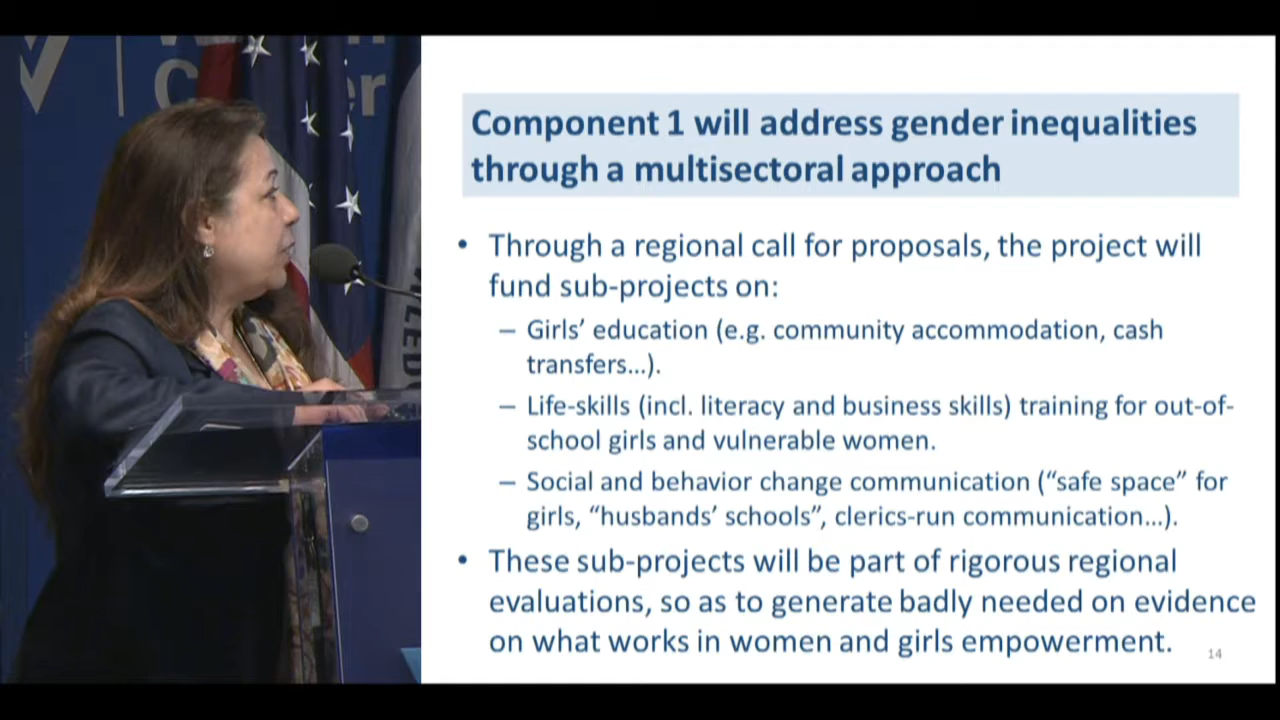 Component 1 will address gender inequalities
through a multisectoral approach
• Through a regional call for proposals, the project will
fund sub-projects on:
– Girls’ education (e.g. community accommodation, cash
transfers…).
– Life-skills (incl. literacy and business skills) training for out-of-
school girls and vulnerable women.
– Social and behavior change communication (“safe space” for
girls, “husbands’ schools”, clerics-run communication…).
• These sub-projects will be part of rigorous regional
evaluations, so as to generate badly needed on evidence
on what works in women and girls empowerment.
14